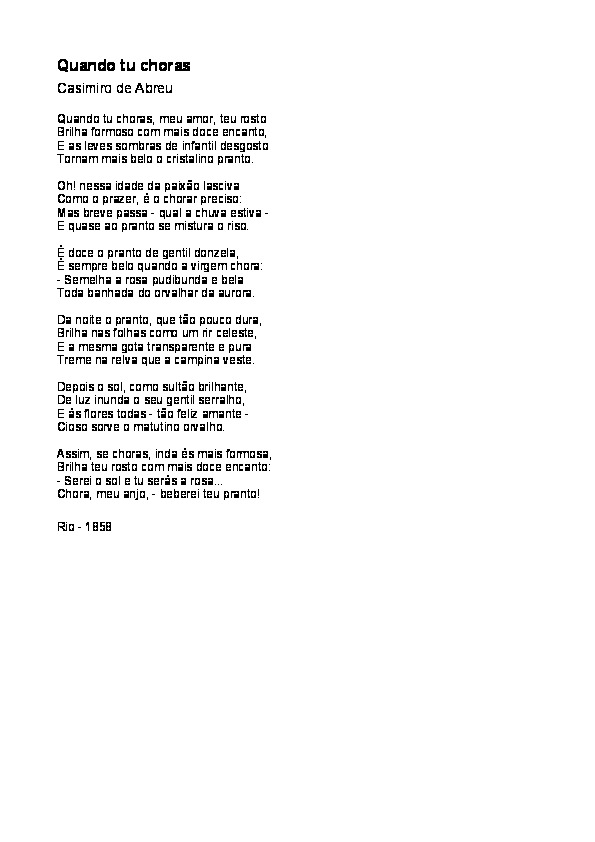 Quando tu choras
Casimiro de Abreu
Quando tu choras, meu amor, teu rosto
Brilha formoso com mais doce encanto,
E as leves sombras de infantil desgosto
Tornam mais belo o cristalino pranto.
Oh! nessa idade da paixão lasciva
Como o prazer, é o chorar preciso:
Mas breve passa - qual a chuva estiva -
E quase ao pranto se mistura o riso.
É doce o pranto de gentil donzela,
É sempre belo quando a virgem chora:
- Semelha a rosa pudibunda e bela
Toda banhada do orvalhar da aurora.
Da noite o pranto, que tão pouco dura,
Brilha nas folhas como um rir celeste,
E a mesma gota transparente e pura
Treme na relva que a campina veste.
Depois o sol, como sultão brilhante,
De luz inunda o seu gentil serralho,
E às flores todas - tão feliz amante -
Cioso sorve o matutino orvalho.
Assim, se choras, inda és mais formosa,
Brilha teu rosto com mais doce encanto:
- Serei o sol e tu serás a rosa...
Chora, meu anjo, - beberei teu pranto!
Rio - 1858